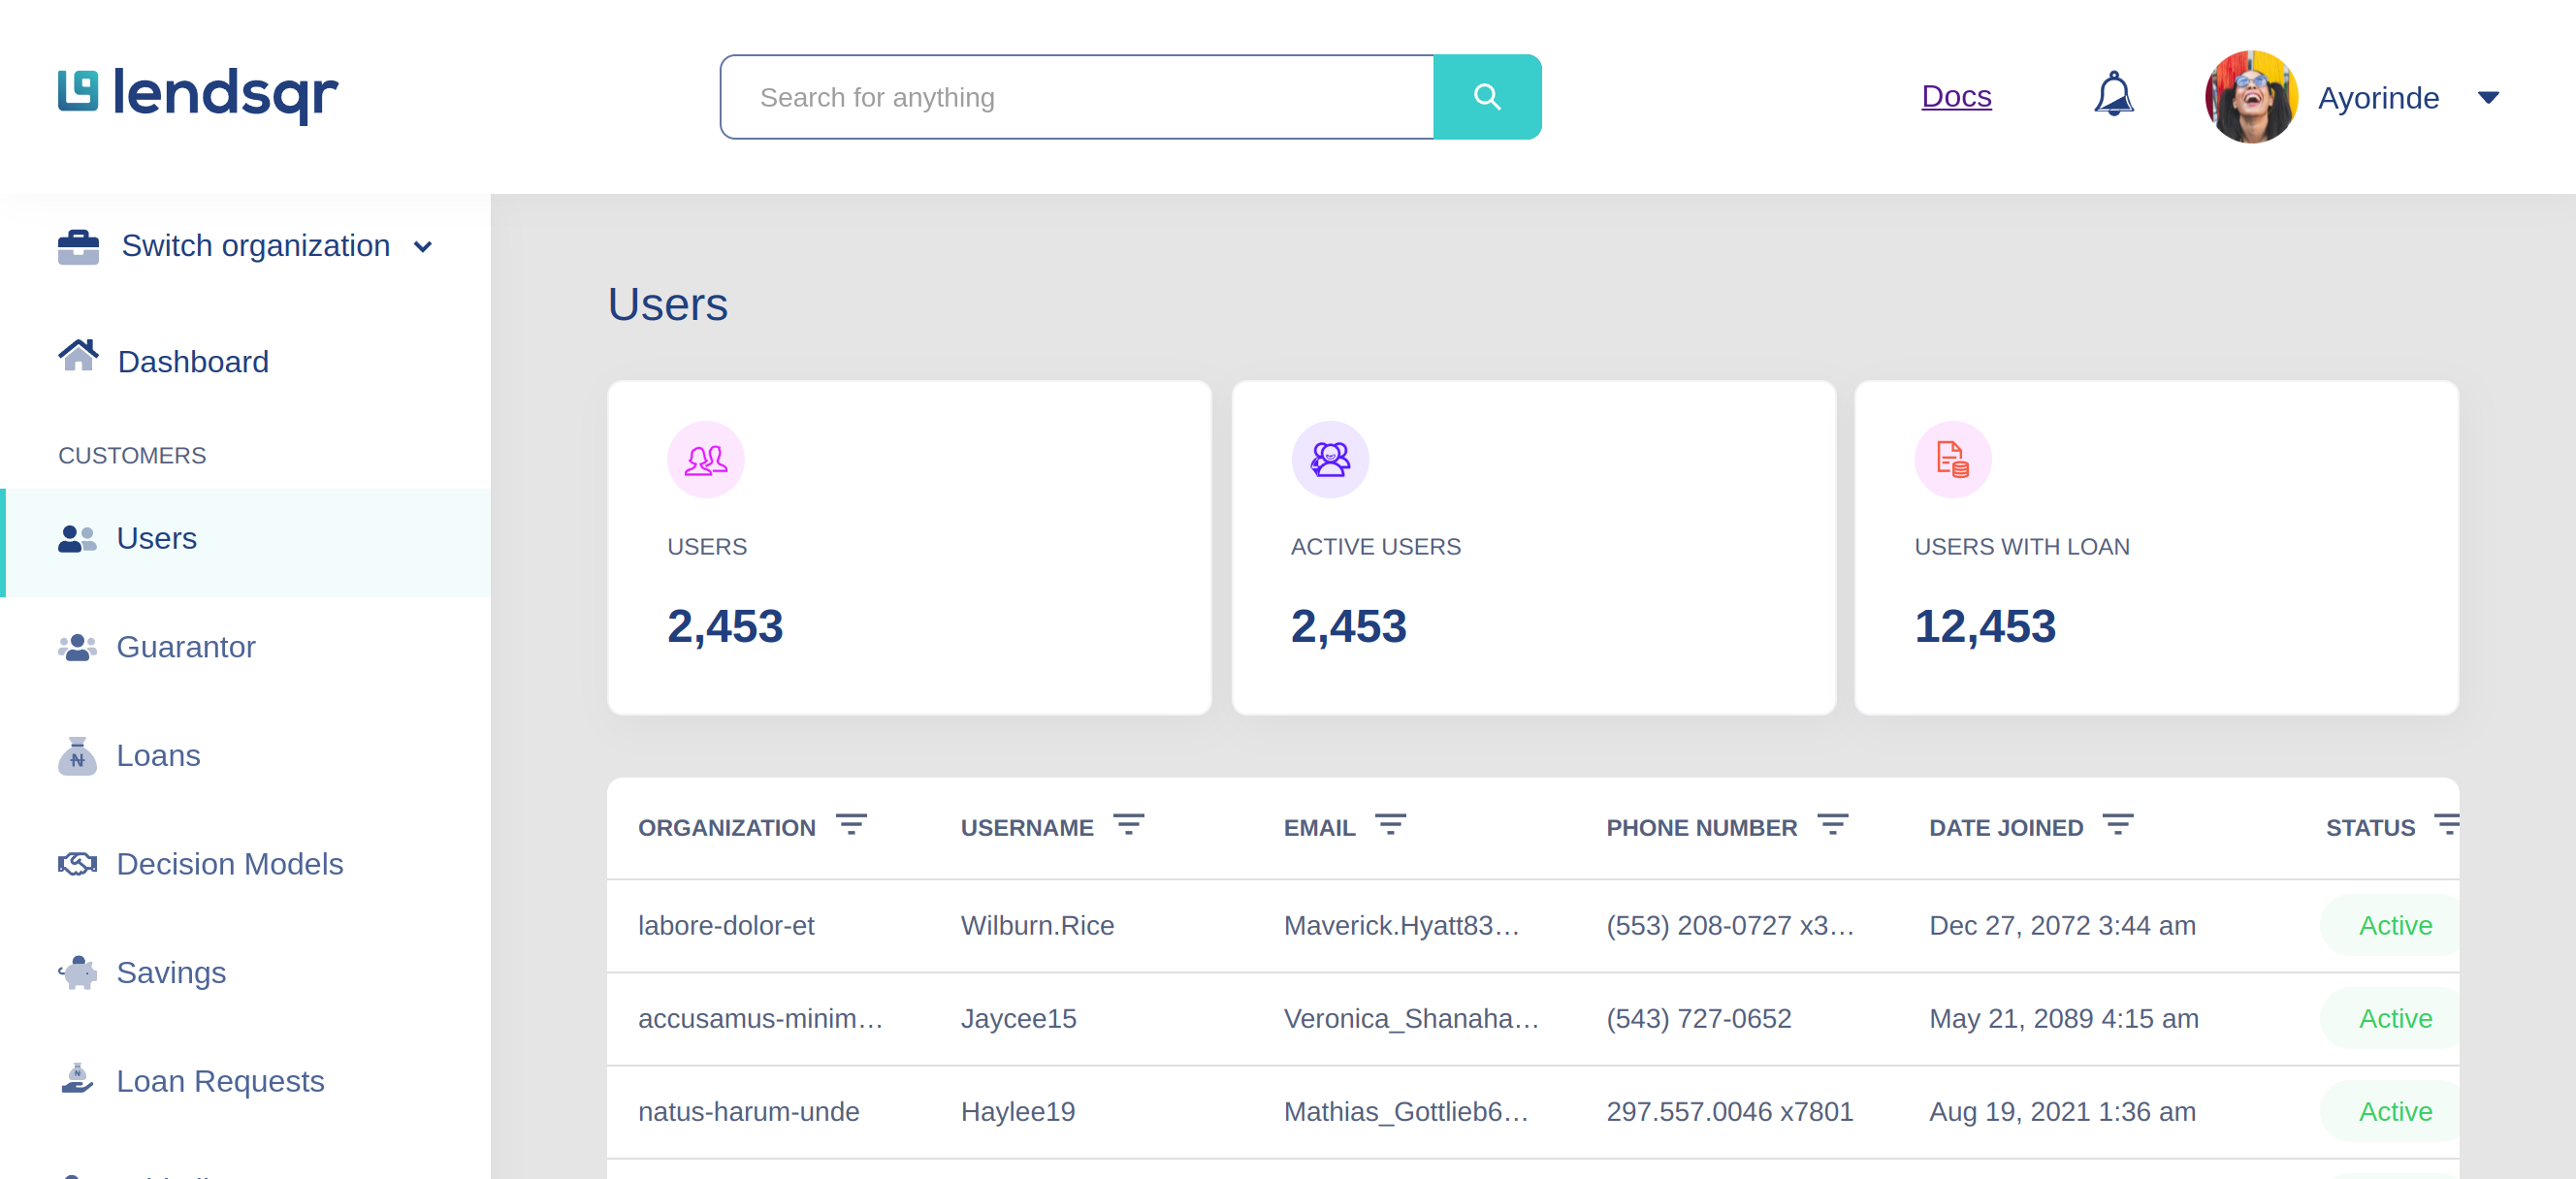 lendsqr
Search for anything
Docs
Ayorinde
Switch organization
Dashboard
CUSTOMERS
Users
Guarantor
Loans
Decision Models
Savings
Loan Requests
Users
USERS
2,453
ACTIVE USERS
2,453
USERS WITH LOAN
12,453
ORGANIZATION USERNAME EMAIL PHONE NUMBER DATE JOINED STATUS
labore-dolor-et Wilburn.Rice Maverick.Hyatt83… (553) 208-0727 x3… Dec 27, 2072 3:44 am Active
accusamus-minim… Jaycee15 Veronica_Shanaha… (543) 727-0652 May 21, 2089 4:15 am Active
natus-harum-unde Haylee19 Mathias_Gottlieb6… 297.557.0046 x7801 Aug 19, 2021 1:36 am Active